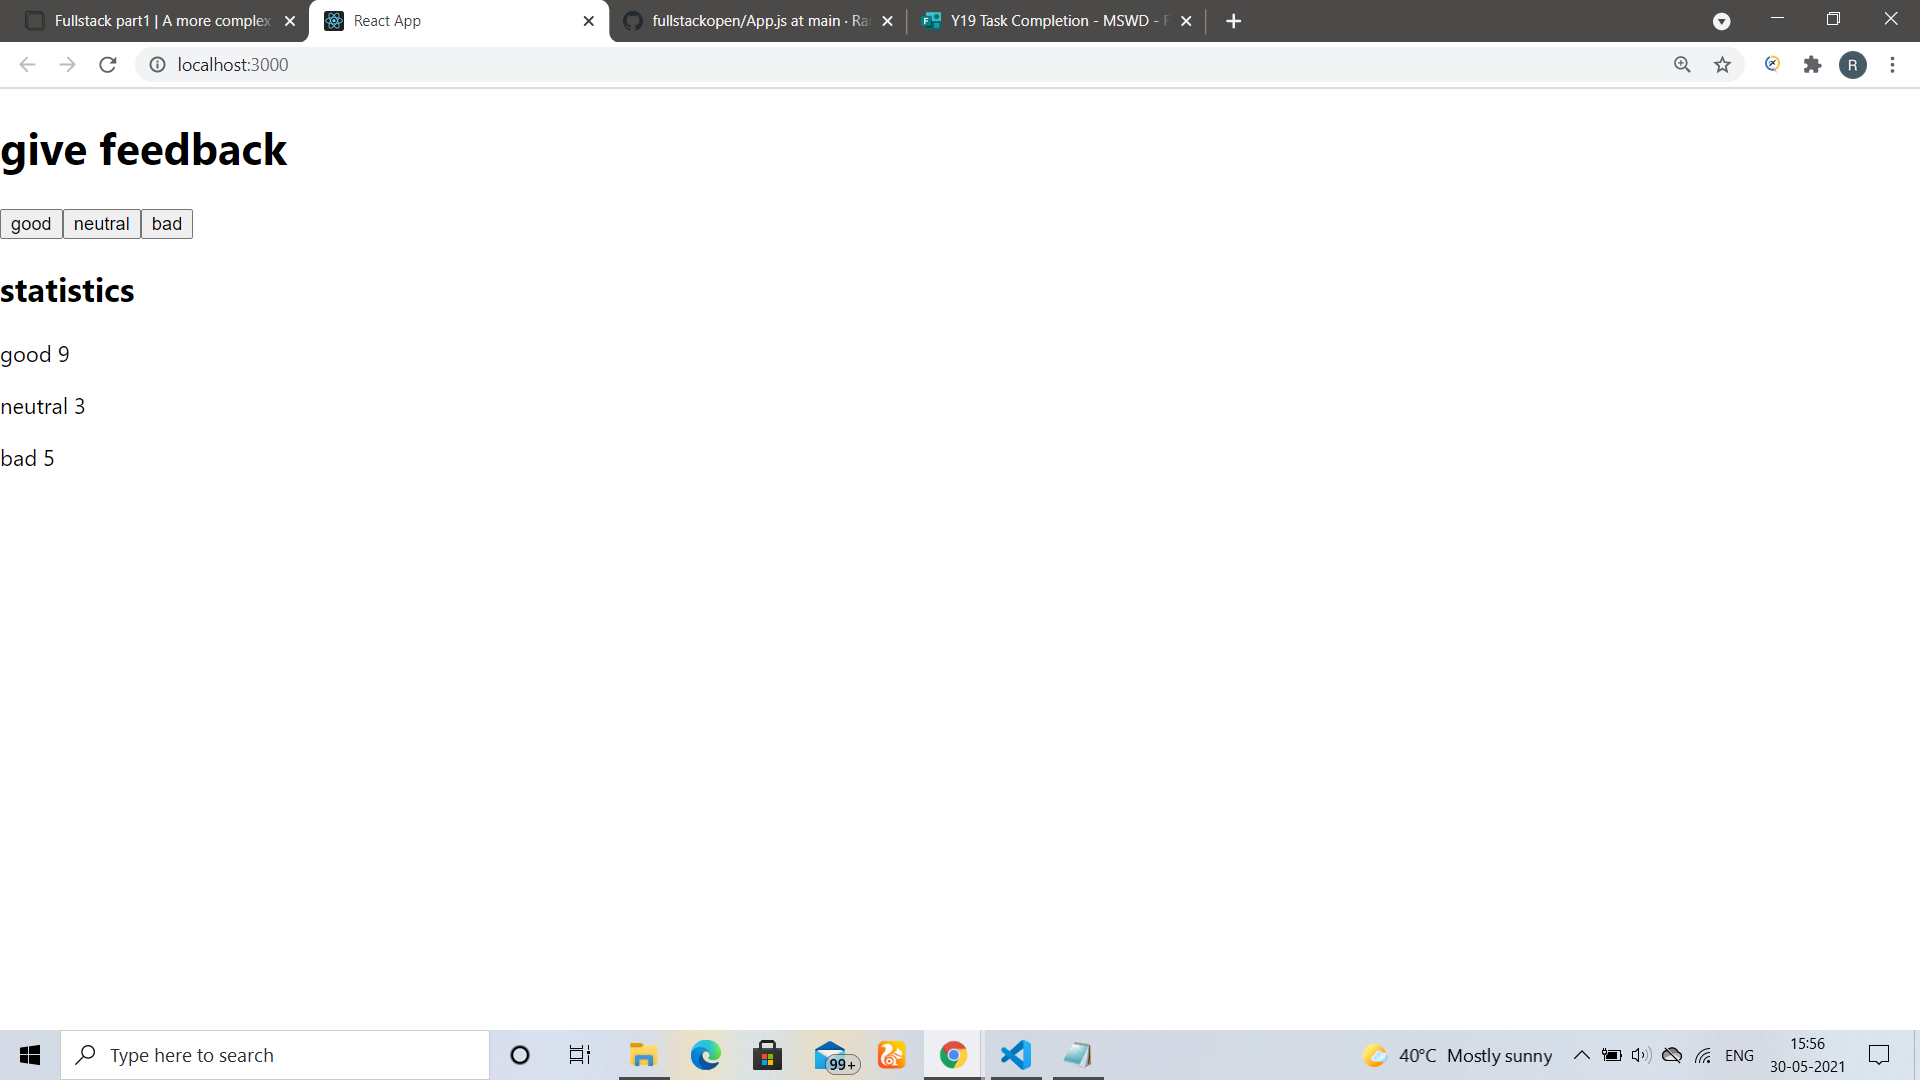 Fullstack part1 | A more complex
React App
fullstackopen/App.js at main · Ra
Y19 Task Completion - MSWD - F
localhost:3000
R
give feedback
good neutral bad
statistics
good 9
neutral 3
bad 5
Type here to search
99+
40°C Mostly sunny
ENG
15:56
30-05-2021